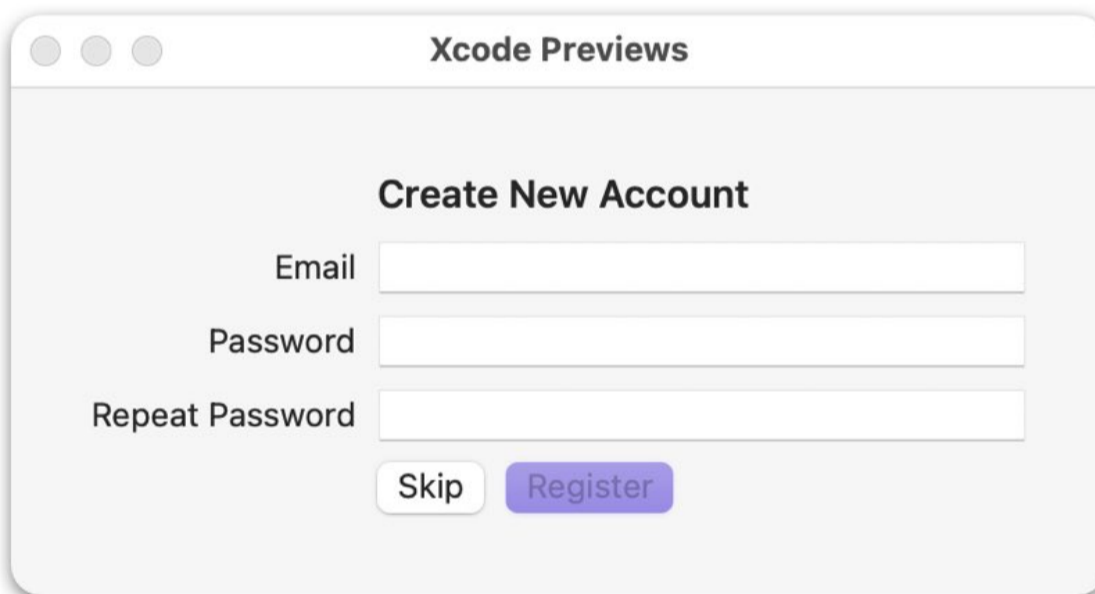 Xcode Previews
Create New Account
Email
Password
Repeat Password
Skip Register